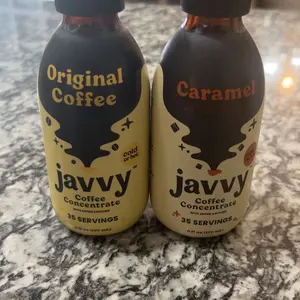 Original
Coffee
cold
or hot
javvy
Coffee
Concentrate
35 SERVINGS
Caramel
javvy
Coffee
Concentrate
35 SERVINGS